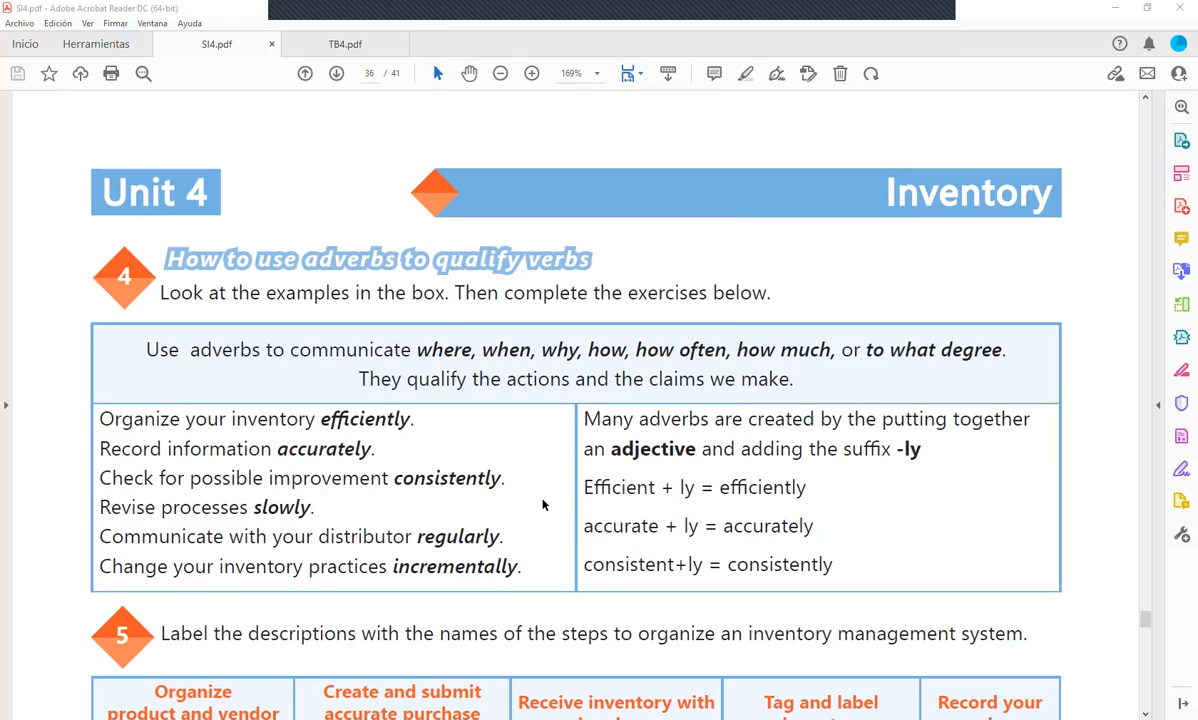 SI4.pdf - Adobe Acrobat Reader DC (64-bit)
Archivo Edición Ver Firmar Ventana Ayuda
Inicio Herramientas SI4.pdf × TB4.pdf
36 / 41 169%
Unit 4 Inventory
4 How to use adverbs to qualify verbs
Look at the examples in the box. Then complete the exercises below.
Use adverbs to communicate where, when, why, how, how often, how much, or to what degree.
They qualify the actions and the claims we make.
Organize your inventory efficiently.
Record information accurately.
Check for possible improvement consistently.
Revise processes slowly.
Communicate with your distributor regularly.
Change your inventory practices incrementally.
Many adverbs are created by the putting together
an adjective and adding the suffix -ly
Efficient + ly = efficiently
accurate + ly = accurately
consistent+ly = consistently
5 Label the descriptions with the names of the steps to organize an inventory management system.
Organize
product and vendor
Create and submit
accurate purchase
Receive inventory with
Tag and label
Record your